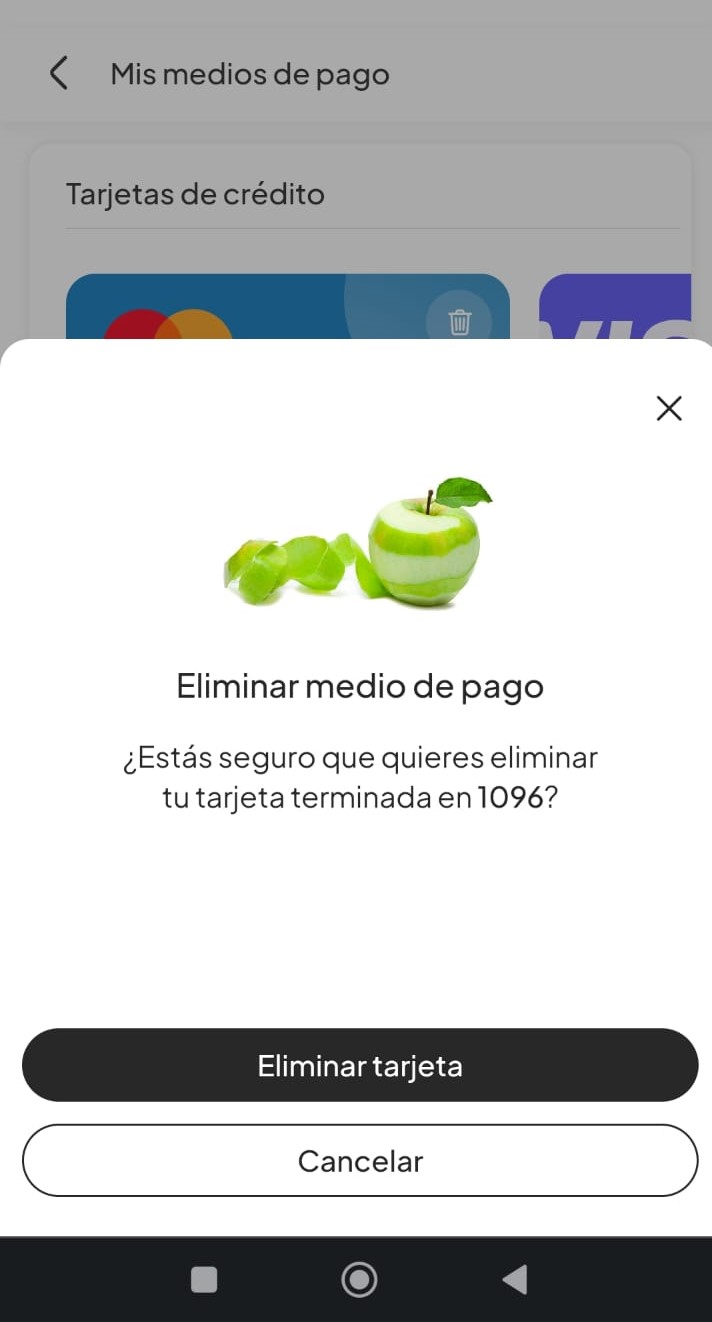 Mis medios de pago
Tarjetas de crédito
Eliminar medio de pago
¿Estás seguro que quieres eliminar
tu tarjeta terminada en 1096?
Eliminar tarjeta
Cancelar